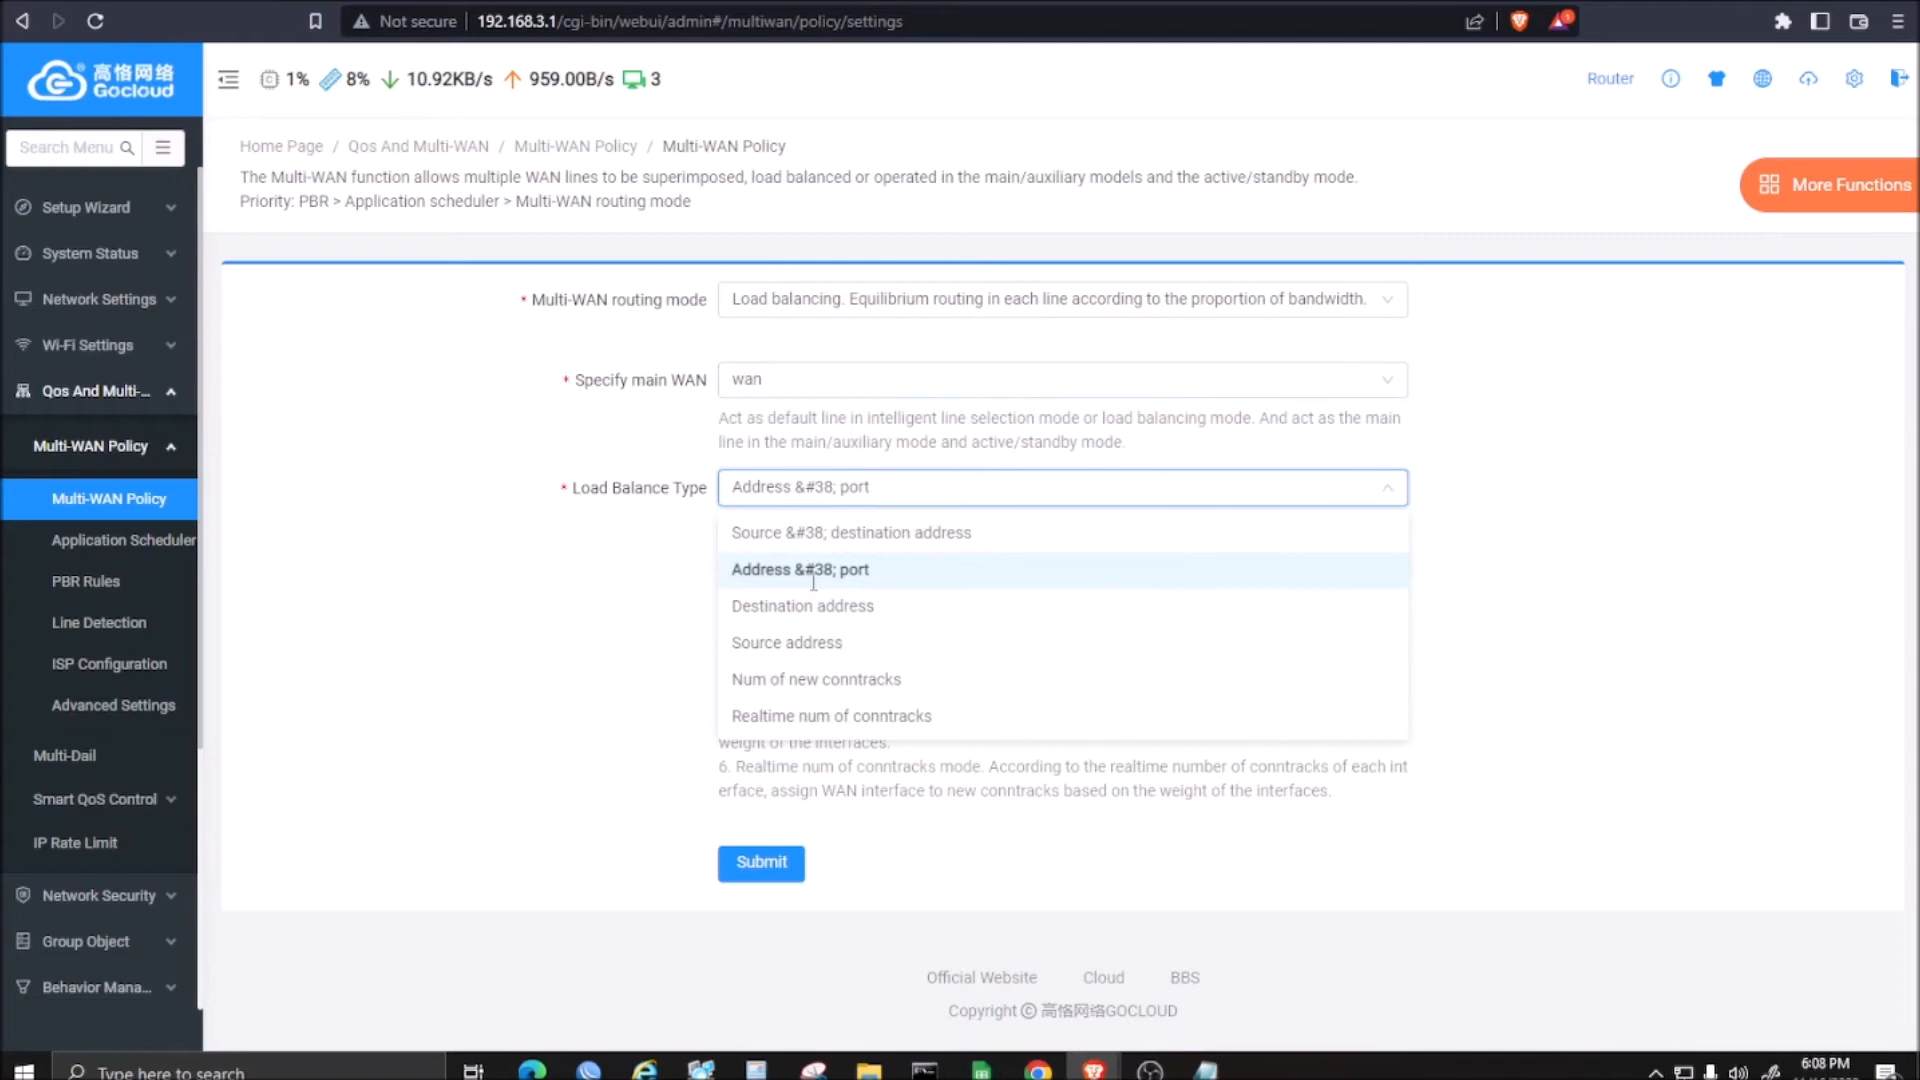 Not secure
192.168.3.1/cgi-bin/webui/admin#/multiwan/policy/settings
高恪网络
Gocloud
1% 8% 10.92KB/s 959.00B/s 3
Router
Search Menu
Home Page / Qos And Multi-WAN / Multi-WAN Policy / Multi-WAN Policy
The Multi-WAN function allows multiple WAN lines to be superimposed, load balanced or operated in the main/auxiliary models and the active/standby mode.
Priority: PBR > Application scheduler > Multi-WAN routing mode
More Functions
Setup Wizard
System Status
Network Settings
Wi-Fi Settings
Qos And Multi-...
Multi-WAN Policy
Multi-WAN Policy
Application Scheduler
PBR Rules
Line Detection
ISP Configuration
Advanced Settings
Multi-Dail
Smart QoS Control
IP Rate Limit
Network Security
Group Object
Behavior Mana...
* Multi-WAN routing mode
Load balancing. Equilibrium routing in each line according to the proportion of bandwidth.
* Specify main WAN
wan
Act as default line in intelligent line selection mode or load balancing mode. And act as the main
line in the main/auxiliary mode and active/standby mode.
* Load Balance Type
Address &#38; port
Source &#38; destination address
Address &#38; port
Destination address
Source address
Num of new conntracks
Realtime num of conntracks
weight of the interfaces.
6. Realtime num of conntracks mode. According to the realtime number of conntracks of each int
erface, assign WAN interface to new conntracks based on the weight of the interfaces.
Submit
Official Website
Cloud
BBS
Copyright © 高恪网络GOCLOUD
Type here to search
6:08 PM